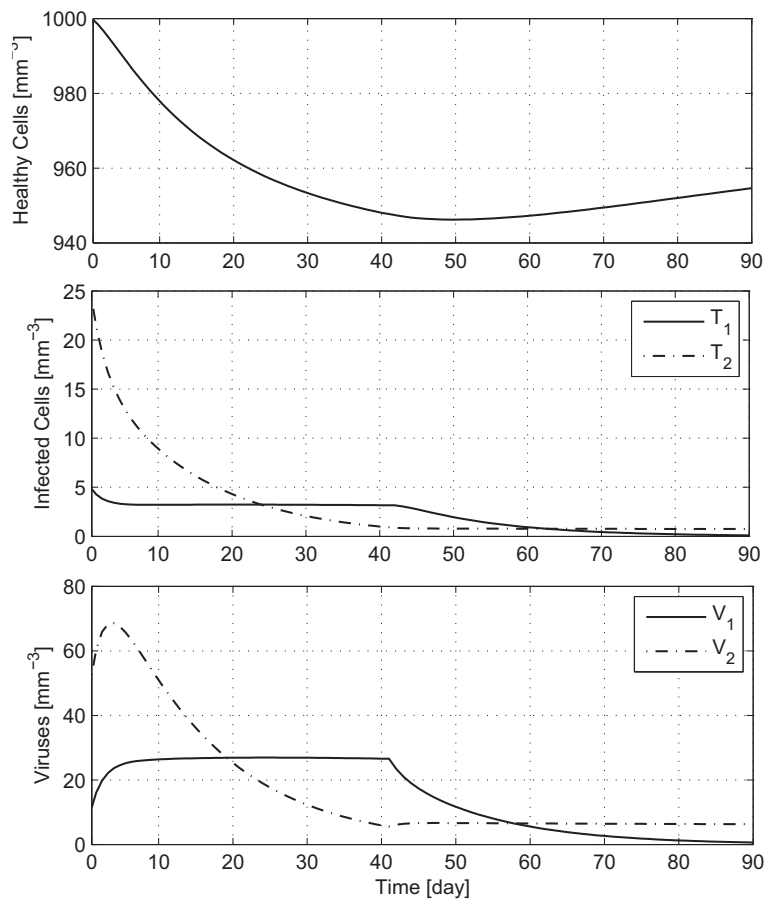 Healthy Cells [mm⁻³]
1000
980
960
940
0 10 20 30 40 50 60 70 80 90
Infected Cells [mm⁻³]
25
20
15
10
5
0
T₁
T₂
0 10 20 30 40 50 60 70 80 90
Viruses [mm⁻³]
80
60
40
20
0
V₁
V₂
0 10 20 30 40 50 60 70 80 90
Time [day]